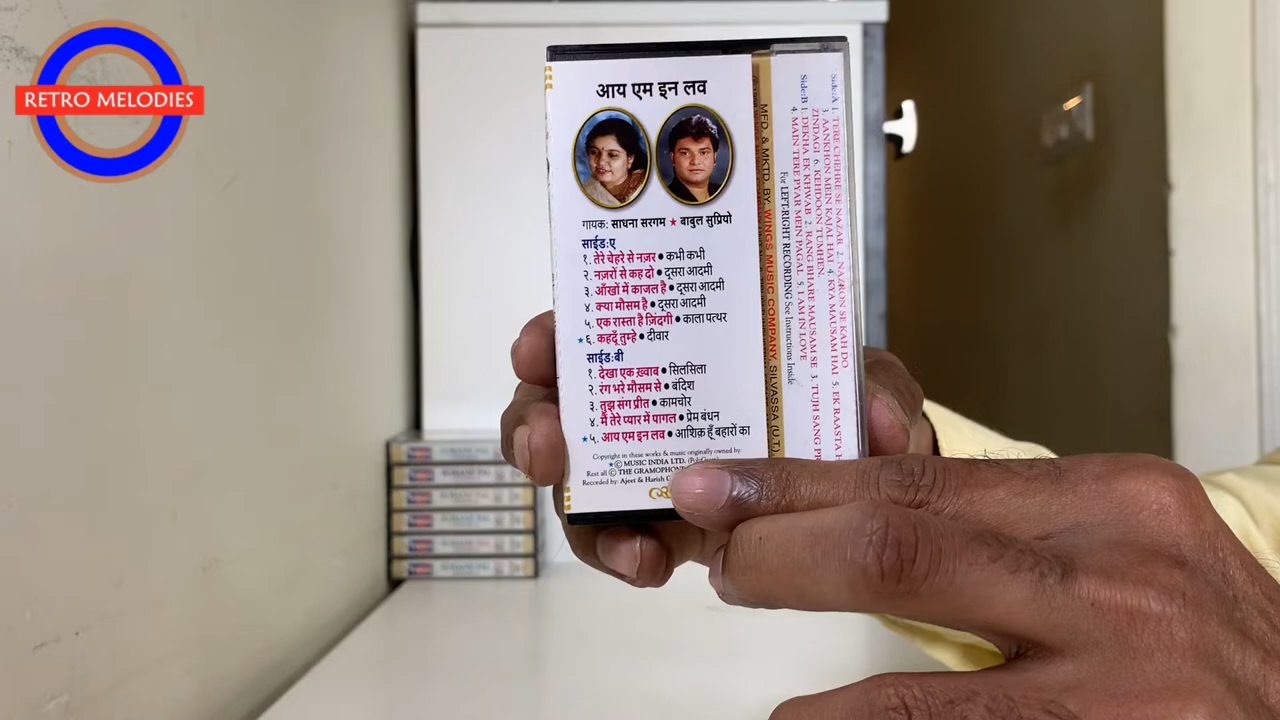 RETRO MELODIES
आय एम इन लव
गायक: साधना सरगम ★ बाबुल सुप्रियो
साईड:ए
१. तेरे चेहरे से नज़र ● कभी कभी
२. नज़रों से कह दो ● दूसरा आदमी
३. आँखों में काजल है ● दूसरा आदमी
४. क्या मौसम है ● दूसरा आदमी
५. एक रास्ता है ज़िंदगी ● काला पत्थर
★६. कहदूँ तुम्हे ● दीवार
साईड:बी
१. देखा एक ख़्वाब ● सिलसिला
२. रंग भरे मौसम से ● बंदिश
३. तुझ संग प्रीत ● कामचोर
४. मैं तेरे प्यार में पागल ● प्रेम बंधन
★५. आय एम इन लव ● आशिक़ हूँ बहारों का
Copyright in these works & music originally owned by:
★ⓒ MUSIC INDIA LTD.
Rest all ⓒ THE GRAMOPHONE
Recorded by: Ajeet & Harish
MFD. & MKTD. BY: WINGS MUSIC COMPANY, SILVASSA (U.T.)
Side:A 1. TERE CHEHRE SE NAZAR 2. NAZRON SE KAH DO
3. AANKHON MEIN KAJAL HAI 4. KYA MAUSAM HAI 5. EK RAASTA
ZINDAGI 6. KEHDOON TUMHEN.
Side:B 1. DEKHA EK KHWAB 2. RANG BHARE MAUSAM SE 3. TUJH SANG
4. MAIN TERE PYAR MEIN PAGAL 5. I AM IN LOVE
For LEFT-RIGHT RECORDING See Instructions Inside